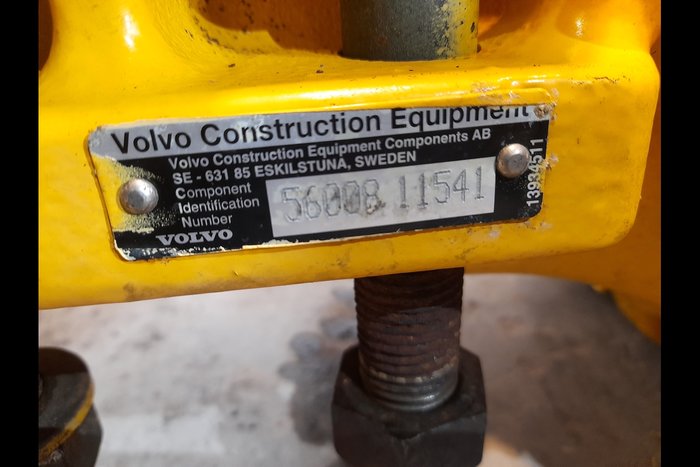 Volvo Construction Equipment
Volvo Construction Equipment Components AB
SE - 631 85 ESKILSTUNA, SWEDEN
Component
Identification
Number
56008 11541
VOLVO
13934511